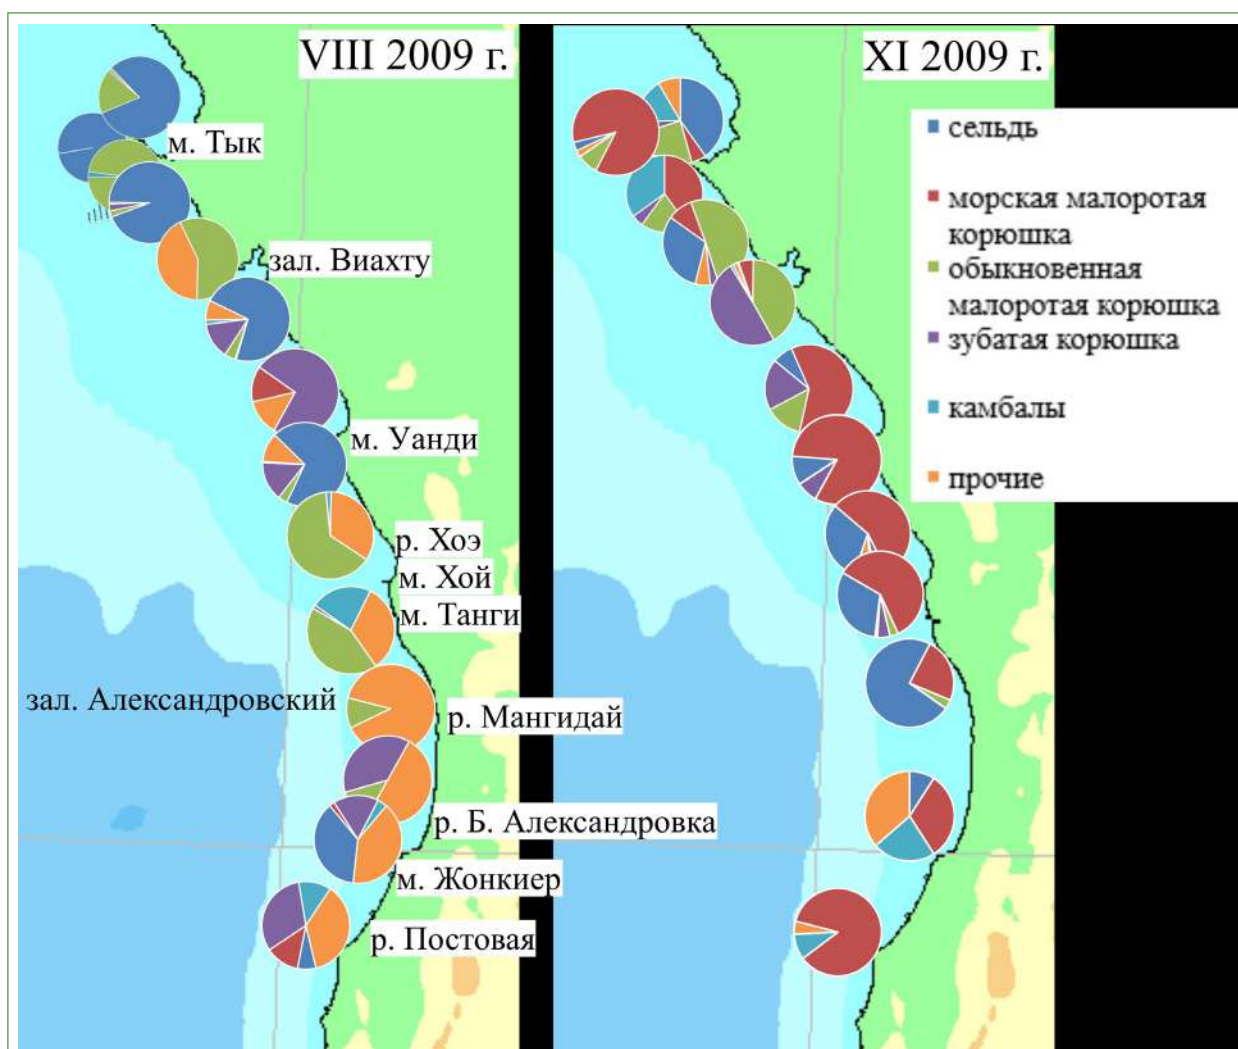 VIII 2009 г.
XI 2009 г.
сельдь
м. Тык
морская малоротая
корюшка
зал. Виахту
обыкновенная
малоротая корюшка
зубатая корюшка
камбалы
м. Уанди
прочие
р. Хоэ
м. Хой
м. Танги
зал. Александровский
р. Мангидай
р. Б. Александровка
м. Жонкиер
р. Постовая